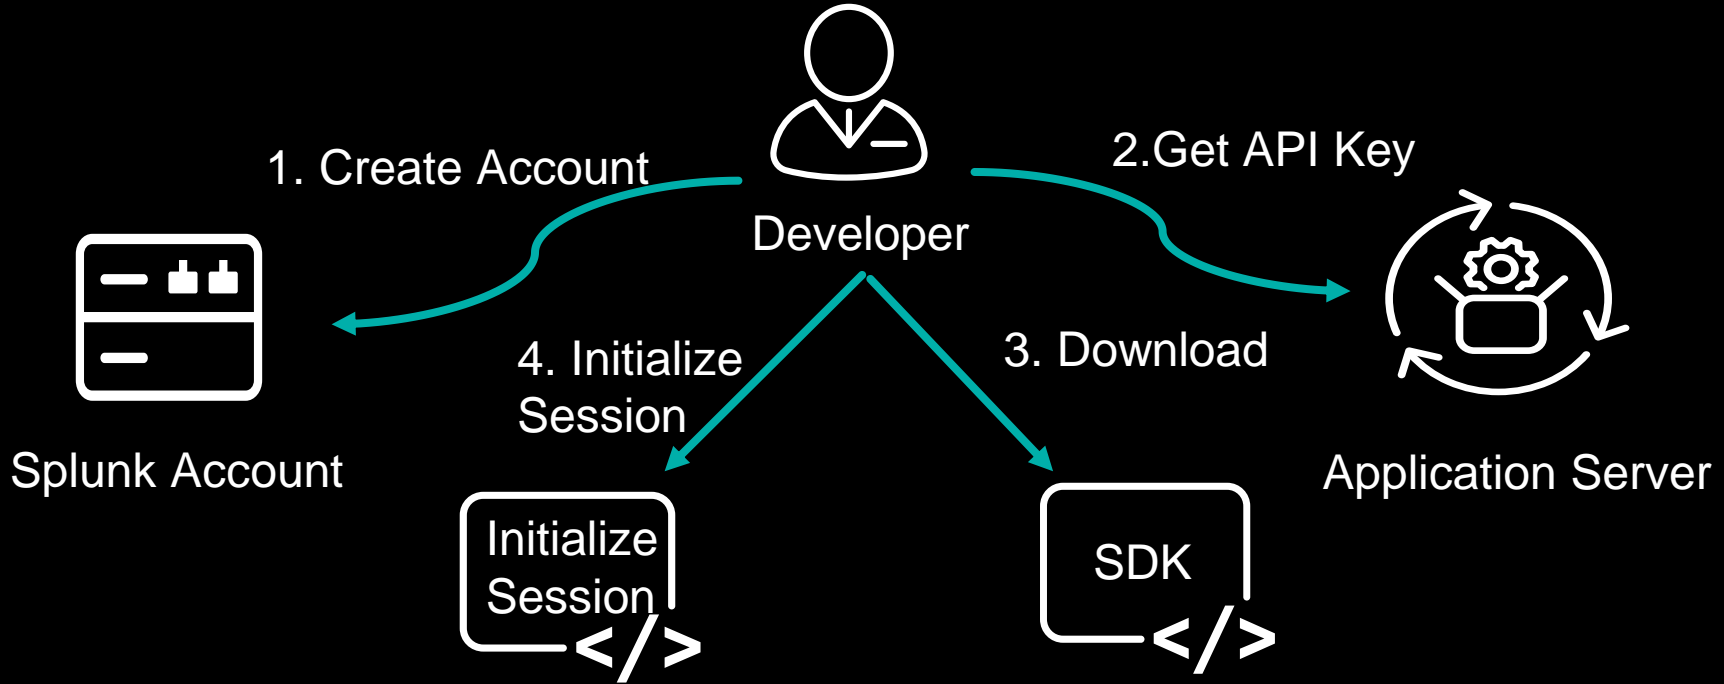 1. Create Account
2.Get API Key
Developer
4. Initialize
Session
3. Download
Splunk Account
Application Server
Initialize
Session
</>
SDK
</>